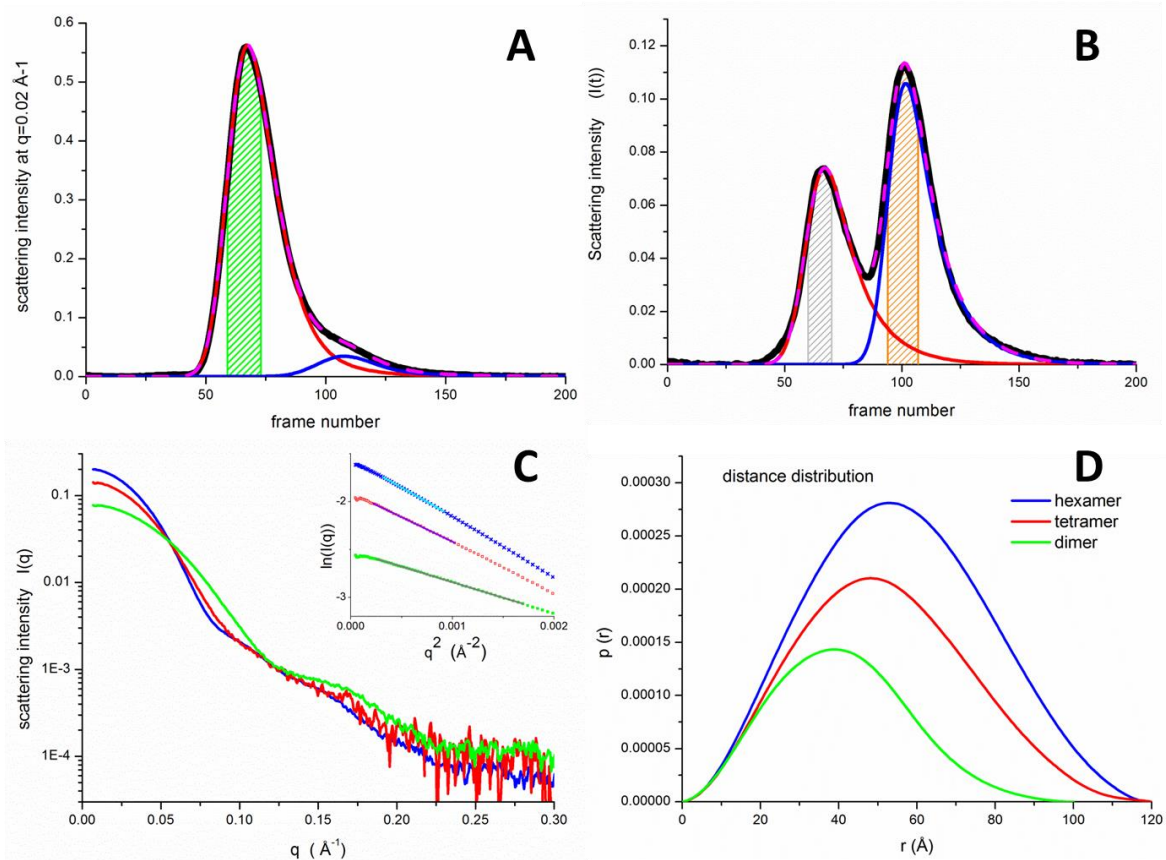 A
scattering intensity at q=0.02 Å-1
0.6
0.5
0.4
0.3
0.2
0.1
0.0
0 50 100 150 200
frame number
B
Scattering intensity (I(t)
0.12
0.10
0.08
0.06
0.04
0.02
0.00
0 50 100 150 200
frame number
C
scattering intensity I(q)
0.1
0.01
1E-3
1E-4
0.00 0.05 0.10 0.15 0.20 0.25 0.30
q ( Å⁻¹)
ln(I(q))
-2
-3
0.000 0.001 0.002
q² (Å⁻²)
D
distance distribution
hexamer
tetramer
dimer
p (r)
0.00030
0.00025
0.00020
0.00015
0.00010
0.00005
0.00000
0 20 40 60 80 100 120
r (Å)